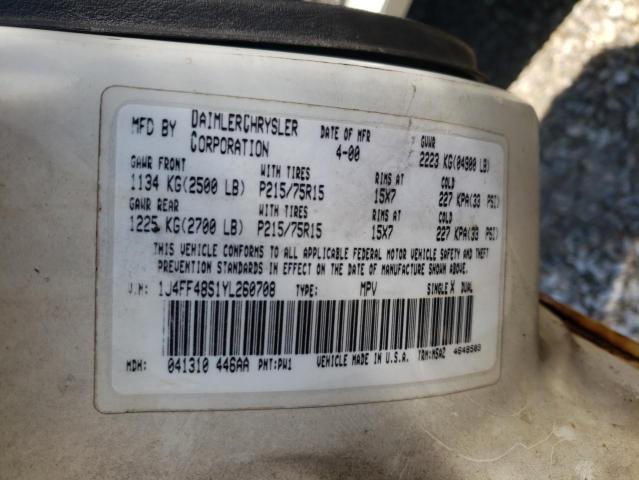 MFD BY DAIMLERCHRYSLER CORPORATION DATE OF MFR 4-00 GVWR 2223 KG(04900 LB)
GAWR FRONT WITH TIRES RIMS AT COLD
1134 KG(2500 LB) P215/75R15 15X7 227 KPA(33 PSI)
GAWR REAR WITH TIRES RIMS AT COLD
1225 KG(2700 LB) P215/75R15 15X7 227 KPA(33 PSI)
THIS VEHICLE CONFORMS TO ALL APPLICABLE FEDERAL MOTOR VEHICLE SAFETY AND THEFT
PREVENTION STANDARDS IN EFFECT ON THE DATE OF MANUFACTURE SHOWN ABOVE.
V.I.N: 1J4FF48S1YL260708 TYPE: MPV SINGLE X DUAL
MDH: 041310 446AA PNT:PW1 VEHICLE MADE IN U.S.A. TRM:MSAZ 4648503